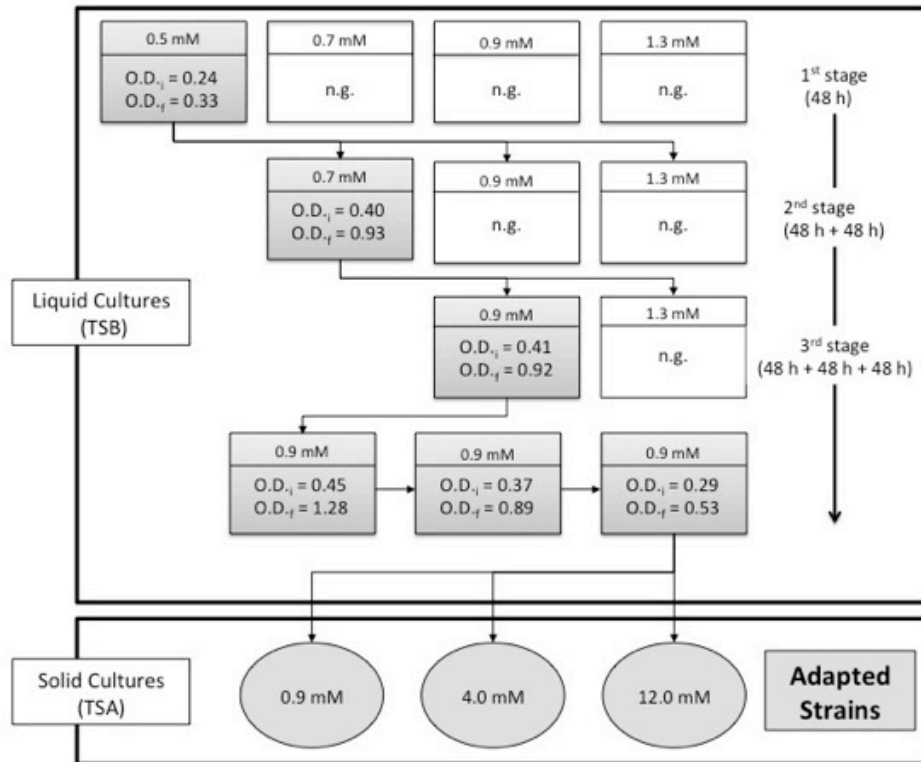 0.5 mM
0.7 mM
0.9 mM
1.3 mM
O.D.ᵢ = 0.24
O.D.f = 0.33
n.g.
n.g.
n.g.
1ˢᵗ stage
(48 h)
0.7 mM
0.9 mM
1.3 mM
O.D.ᵢ = 0.40
O.D.f = 0.93
n.g.
n.g.
2ⁿᵈ stage
(48 h + 48 h)
Liquid Cultures
(TSB)
0.9 mM
1.3 mM
O.D.ᵢ = 0.41
O.D.f = 0.92
n.g.
3ʳᵈ stage
(48 h + 48 h + 48 h)
0.9 mM
0.9 mM
0.9 mM
O.D.ᵢ = 0.45
O.D.f = 1.28
O.D.ᵢ = 0.37
O.D.f = 0.89
O.D.ᵢ = 0.29
O.D.f = 0.53
Solid Cultures
(TSA)
0.9 mM
4.0 mM
12.0 mM
Adapted
Strains